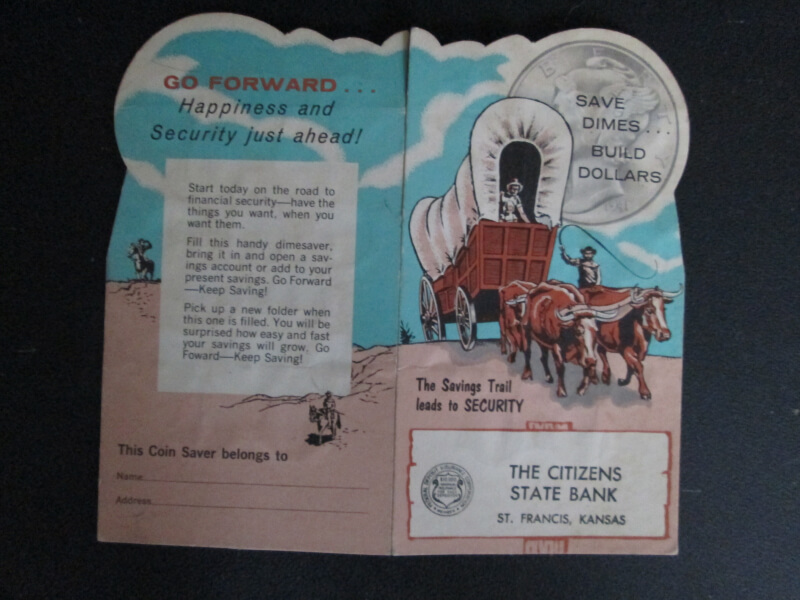 GO FORWARD...
Happiness and
Security just ahead!
Start today on the road to
financial security—have the
things you want, when you
want them.
Fill this handy dimesaver,
bring it in and open a sav-
ings account or add to your
present savings. Go Forward
—Keep Saving!
Pick up a new folder when
this one is filled. You will be
surprised how easy and fast
your savings will grow. Go
Foward—Keep Saving!
This Coin Saver belongs to
Name
Address
SAVE
DIMES...
BUILD
DOLLARS
The Savings Trail
leads to SECURITY
THE CITIZENS
STATE BANK
ST. FRANCIS, KANSAS